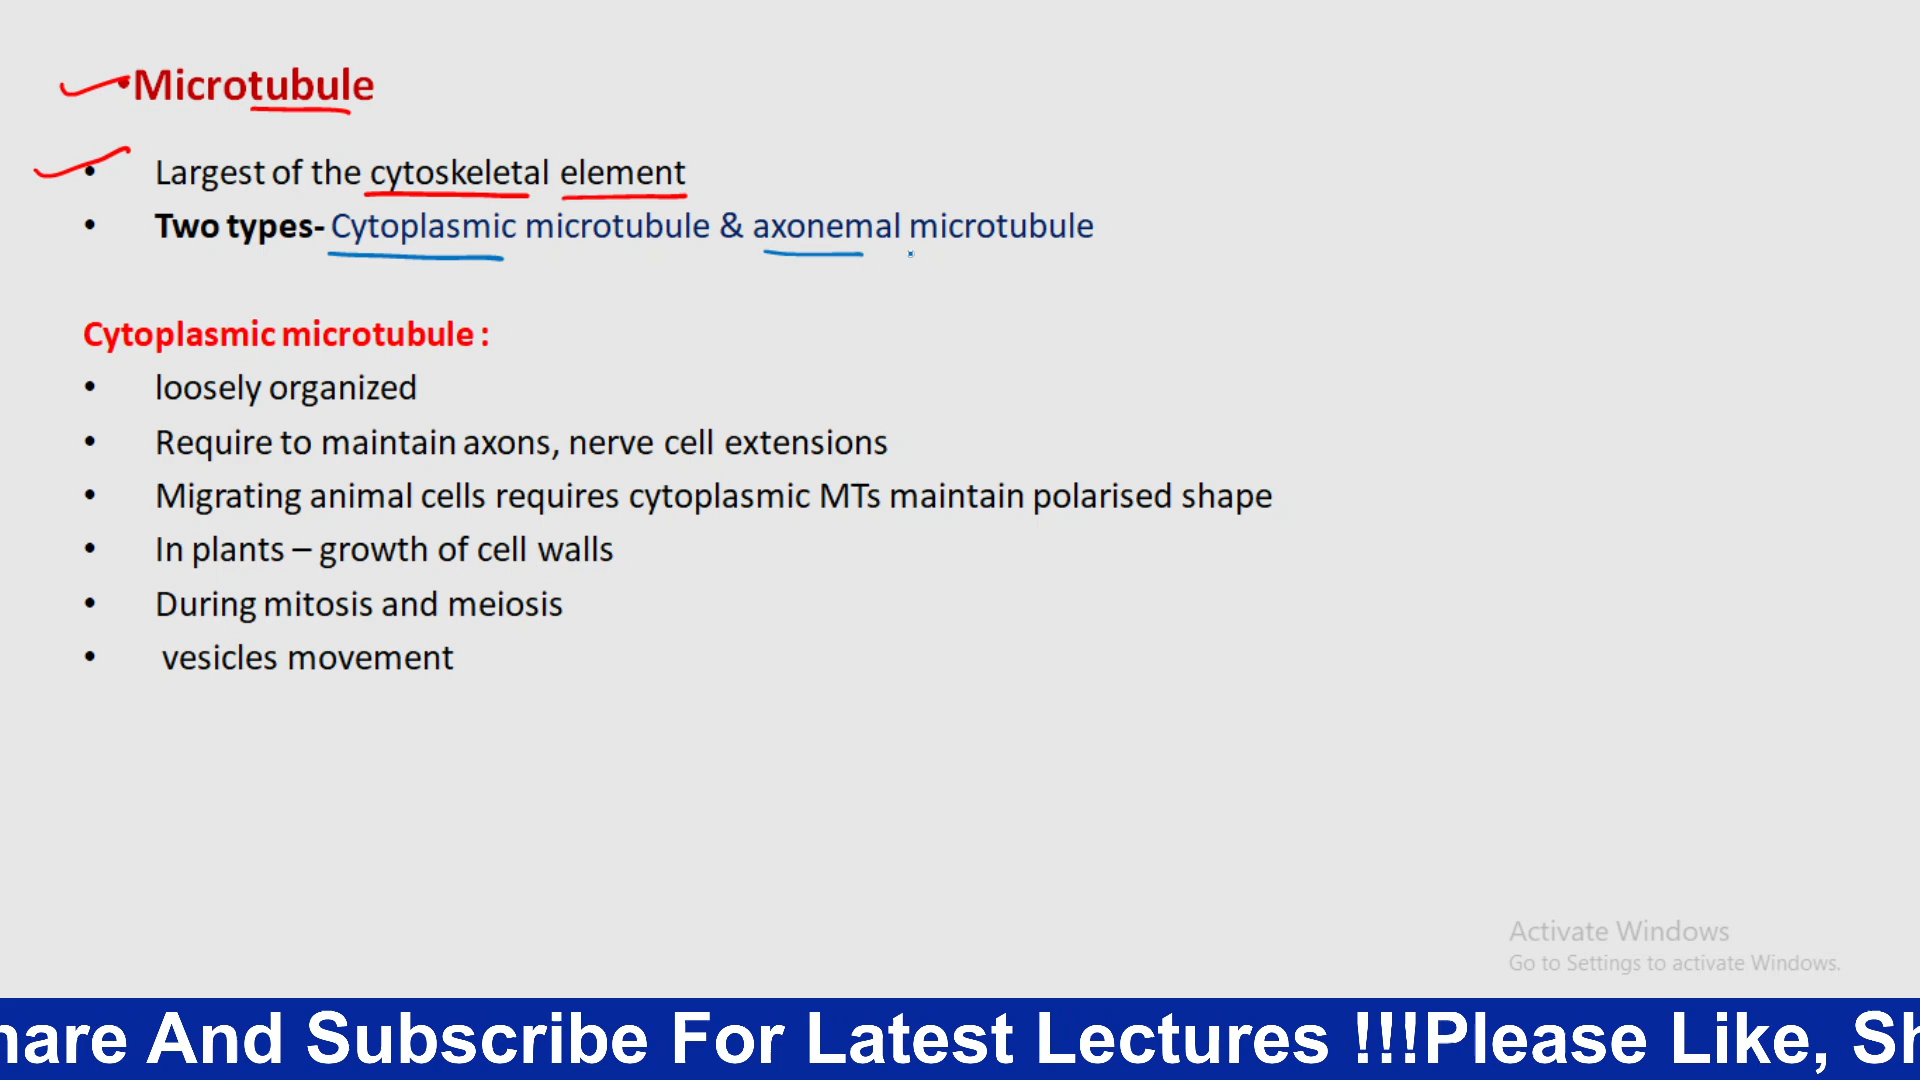 •Microtubule
• Largest of the cytoskeletal element
• Two types- Cytoplasmic microtubule & axonemal microtubule
Cytoplasmic microtubule :
• loosely organized
• Require to maintain axons, nerve cell extensions
• Migrating animal cells requires cytoplasmic MTs maintain polarised shape
• In plants – growth of cell walls
• During mitosis and meiosis
• vesicles movement
Activate Windows
Go to Settings to activate Windows.
hare And Subscribe For Latest Lectures !!!Please Like, Sh